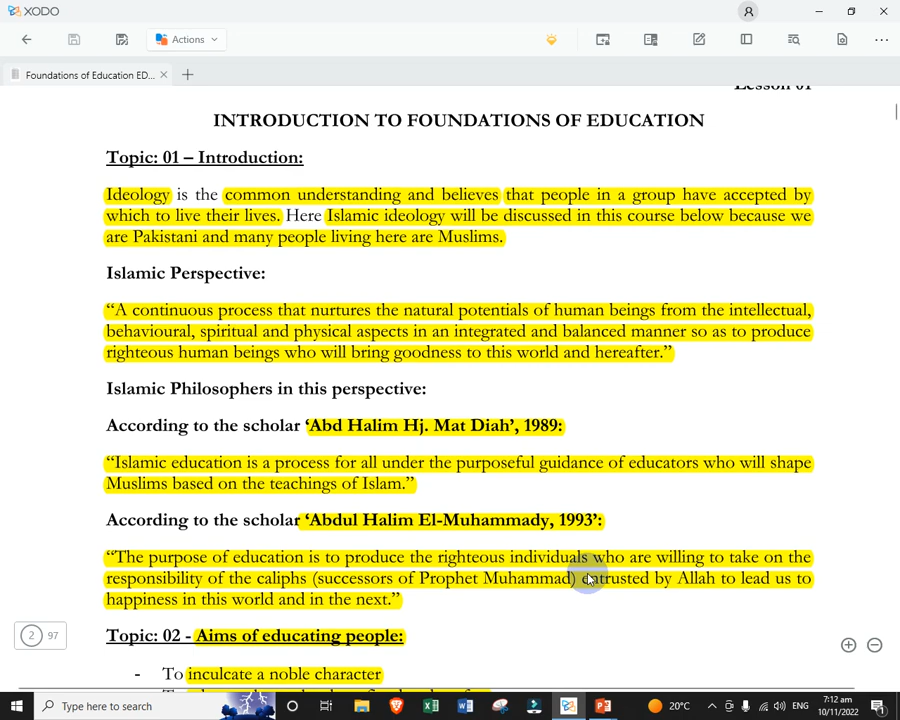 XODO
Actions
Foundations of Education ED...
Lesson 01
INTRODUCTION TO FOUNDATIONS OF EDUCATION
Topic: 01 – Introduction:
Ideology is the common understanding and believes that people in a group have accepted by
which to live their lives. Here Islamic ideology will be discussed in this course below because we
are Pakistani and many people living here are Muslims.
Islamic Perspective:
“A continuous process that nurtures the natural potentials of human beings from the intellectual,
behavioural, spiritual and physical aspects in an integrated and balanced manner so as to produce
righteous human beings who will bring goodness to this world and hereafter.”
Islamic Philosophers in this perspective:
According to the scholar ‘Abd Halim Hj. Mat Diah’, 1989:
“Islamic education is a process for all under the purposeful guidance of educators who will shape
Muslims based on the teachings of Islam.”
According to the scholar ‘Abdul Halim El-Muhammady, 1993’:
“The purpose of education is to produce the righteous individuals who are willing to take on the
responsibility of the caliphs (successors of Prophet Muhammad) entrusted by Allah to lead us to
happiness in this world and in the next.”
2 97
Topic: 02 - Aims of educating people:
- To inculcate a noble character
Type here to search
20°C
ENG
7:12 am
10/11/2022
1